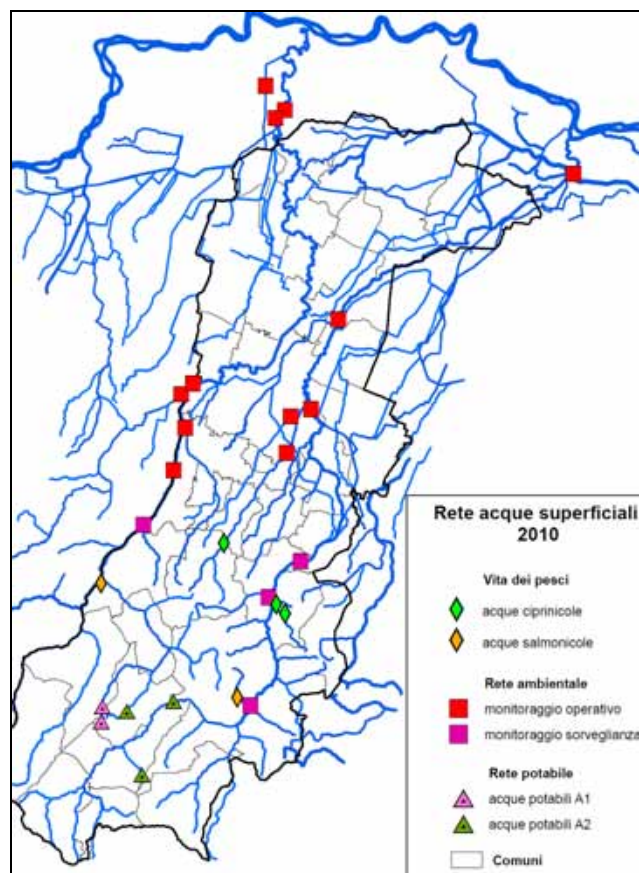 Rete acque superficiali
2010
Vita dei pesci
acque ciprinicole
acque salmonicole
Rete ambientale
monitoraggio operativo
monitoraggio sorveglianza
Rete potabile
acque potabili A1
acque potabili A2
Comuni